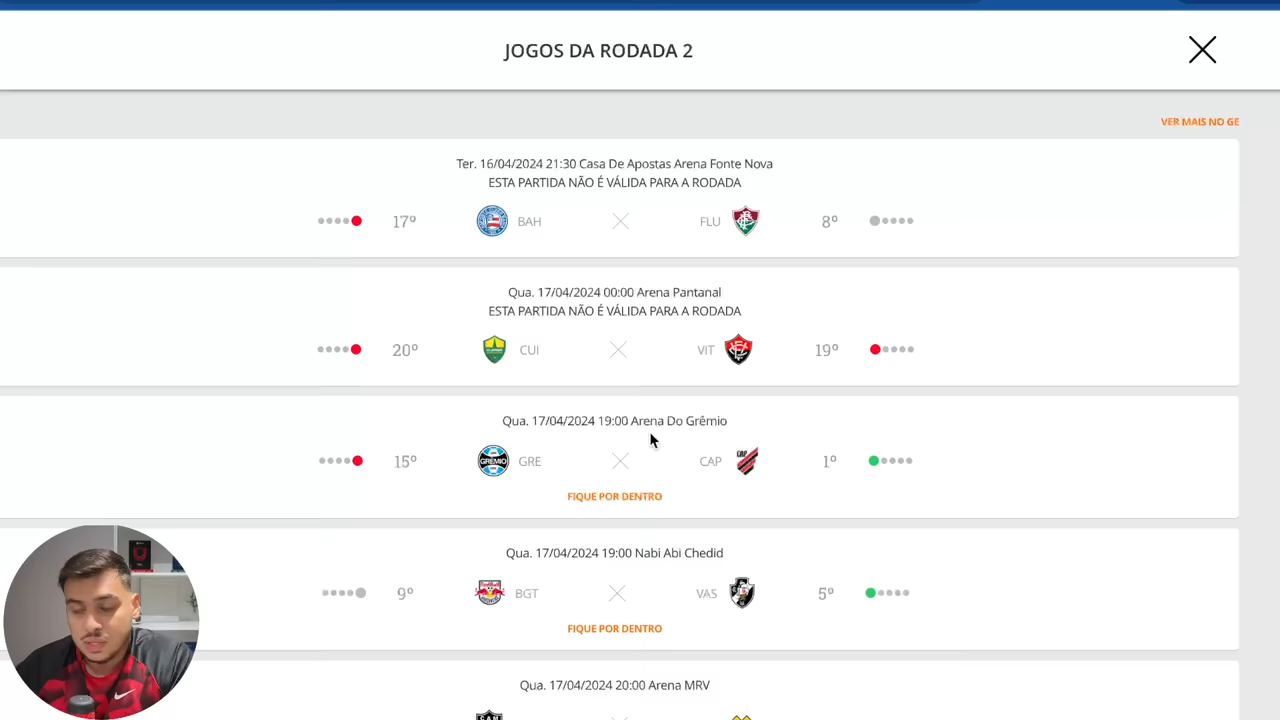 JOGOS DA RODADA 2
VER MAIS NO GE
Ter. 16/04/2024 21:30 Casa De Apostas Arena Fonte Nova
ESTA PARTIDA NÃO É VÁLIDA PARA A RODADA
17º BAH FLU 8º
Qua. 17/04/2024 00:00 Arena Pantanal
ESTA PARTIDA NÃO É VÁLIDA PARA A RODADA
20º CUI VIT 19º
Qua. 17/04/2024 19:00 Arena Do Grêmio
15º GRÊMIO GRE CAP CAP 1º
FIQUE POR DENTRO
Qua. 17/04/2024 19:00 Nabi Abi Chedid
9º BGT VAS 5º
FIQUE POR DENTRO
Qua. 17/04/2024 20:00 Arena MRV